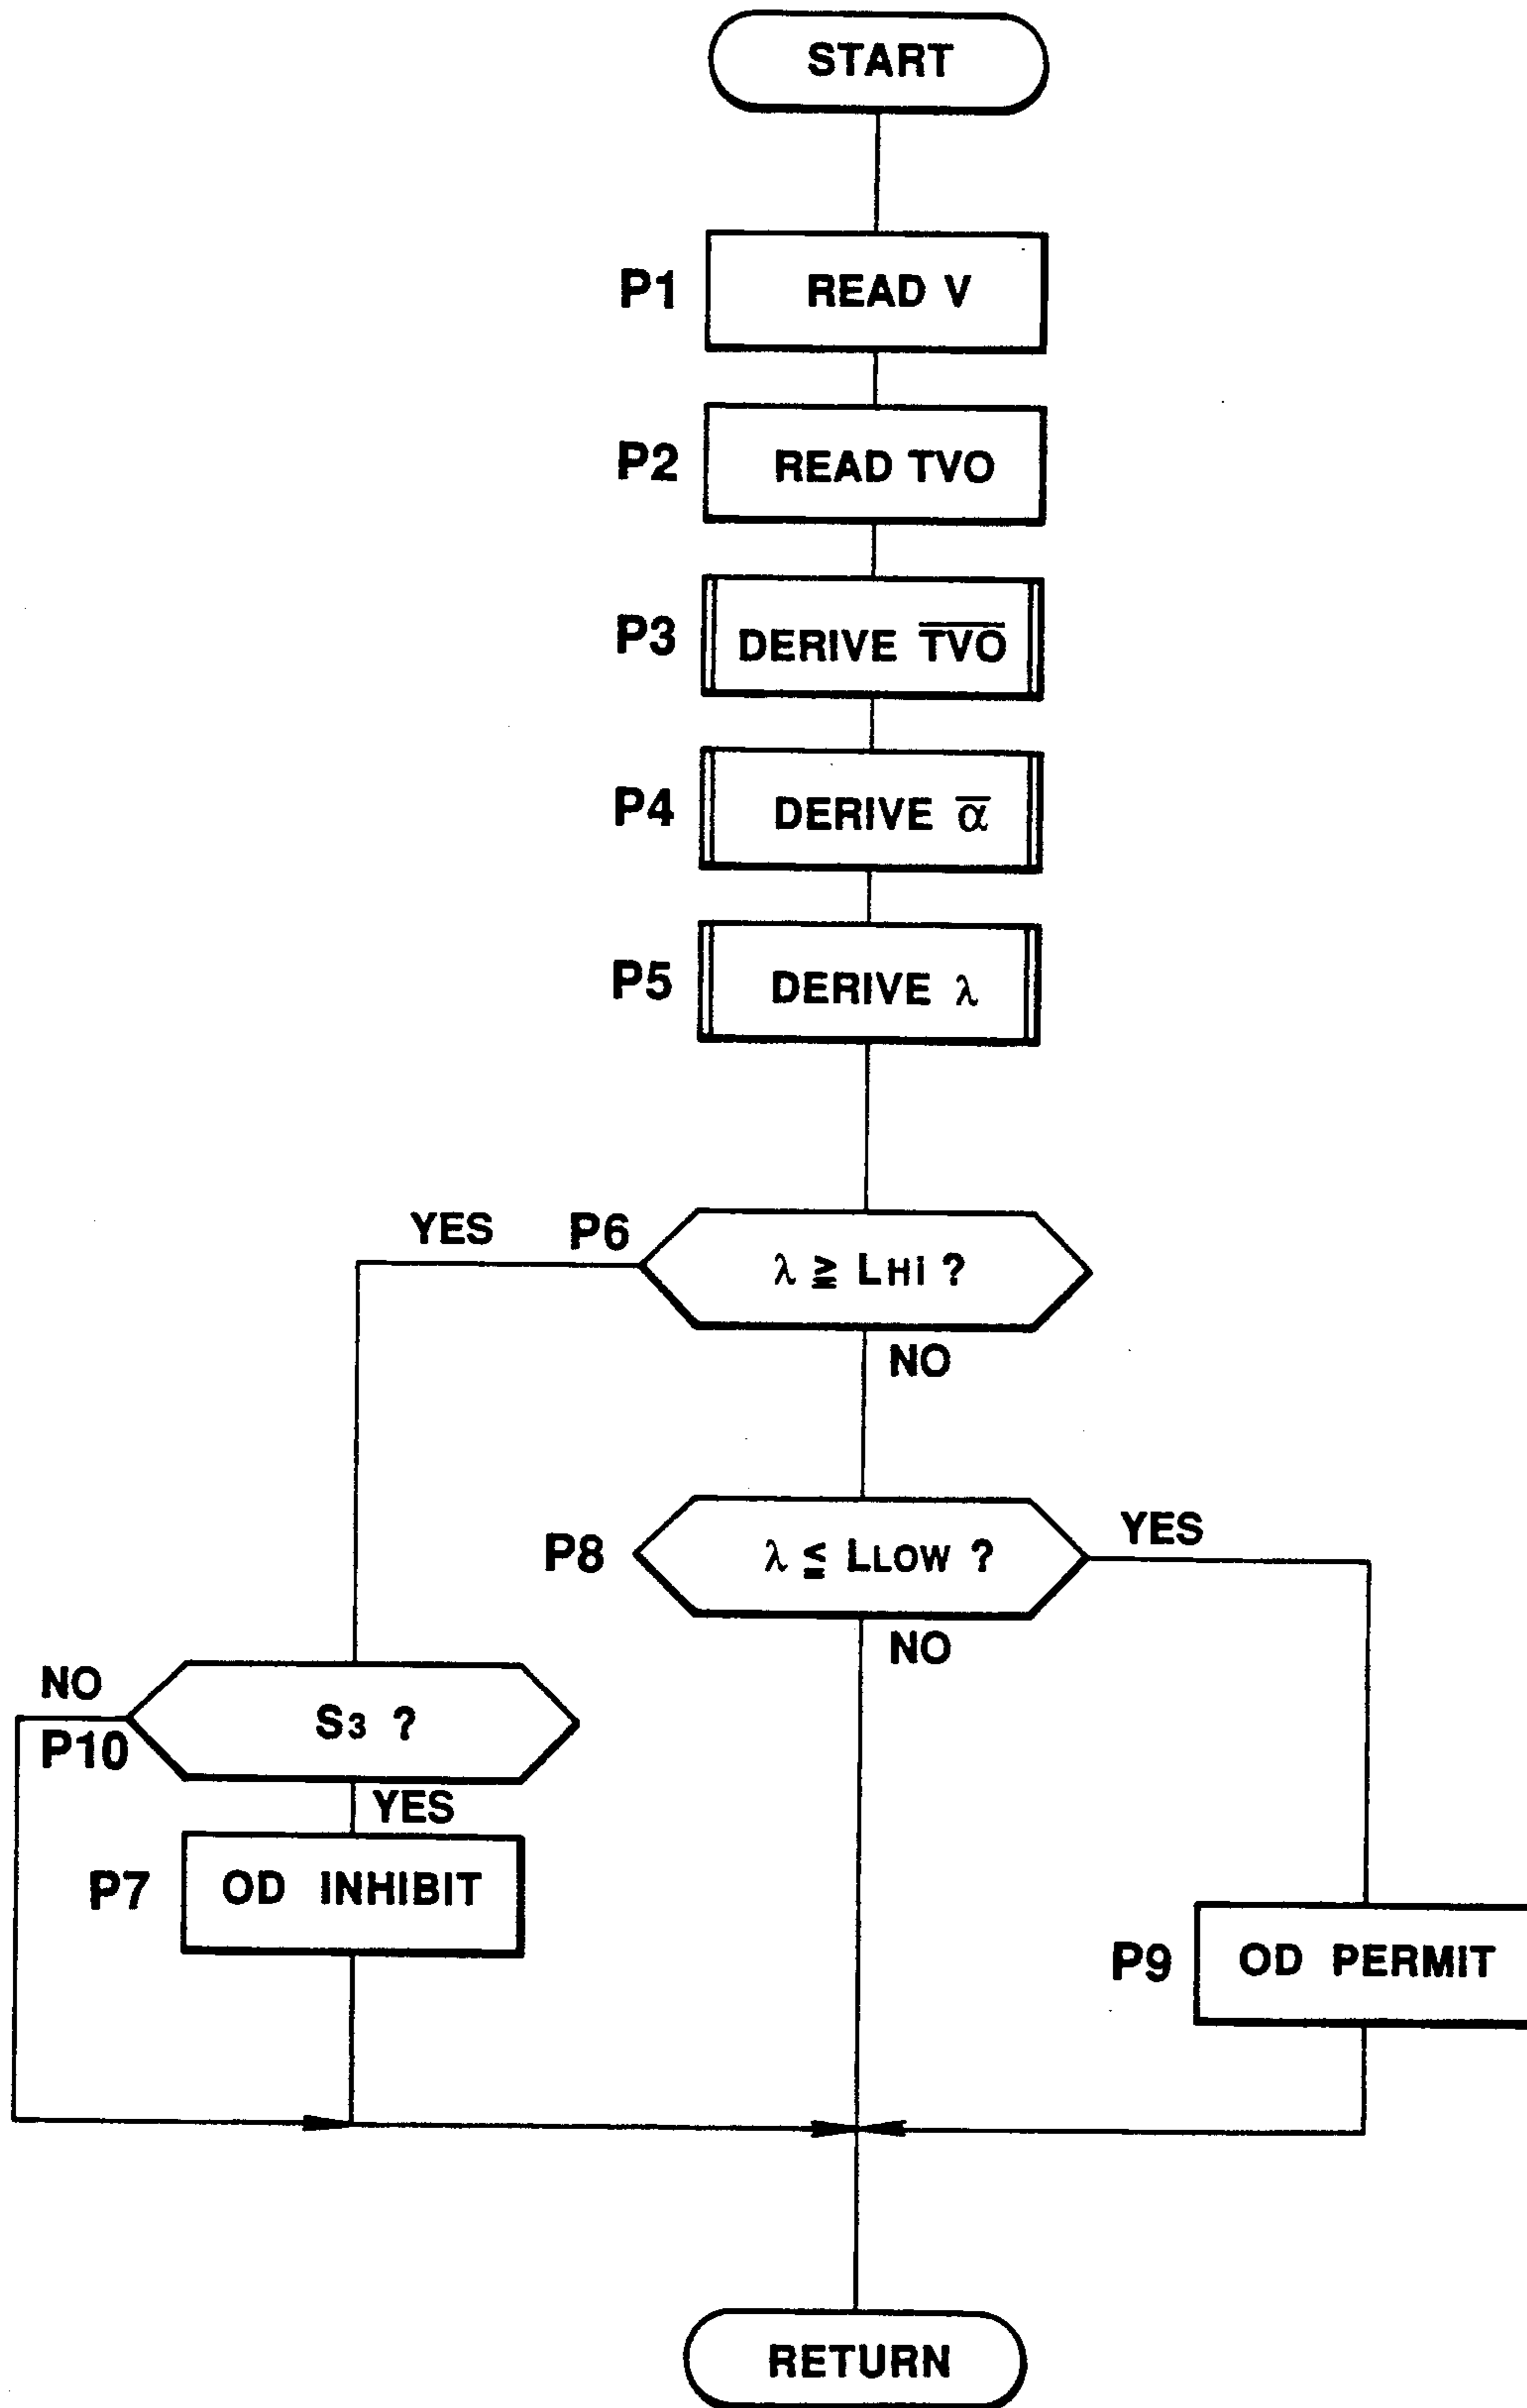 START
P1
READ V
P2
READ TVO
P3
DERIVE T̅V̅O̅
P4
DERIVE α̅
P5
DERIVE λ
YES
P6
λ ≧ LHi ?
NO
P8
λ ≦ LLOW ?
YES
NO
NO
P10
S3 ?
YES
P7
OD INHIBIT
P9
OD PERMIT
RETURN